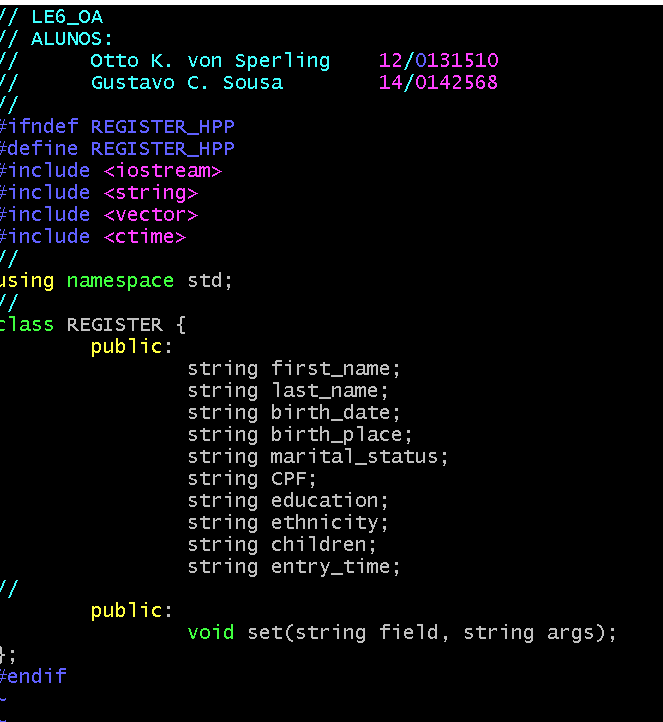 // LE6_OA
// ALUNOS:
//      Otto K. von Sperling    12/0131510
//      Gustavo C. Sousa        14/0142568
//
#ifndef REGISTER_HPP
#define REGISTER_HPP
#include <iostream>
#include <string>
#include <vector>
#include <ctime>
//
using namespace std;
//
class REGISTER {
        public:
                string first_name;
                string last_name;
                string birth_date;
                string birth_place;
                string marital_status;
                string CPF;
                string education;
                string ethnicity;
                string children;
                string entry_time;
//
        public:
                void set(string field, string args);
};
#endif
~
~